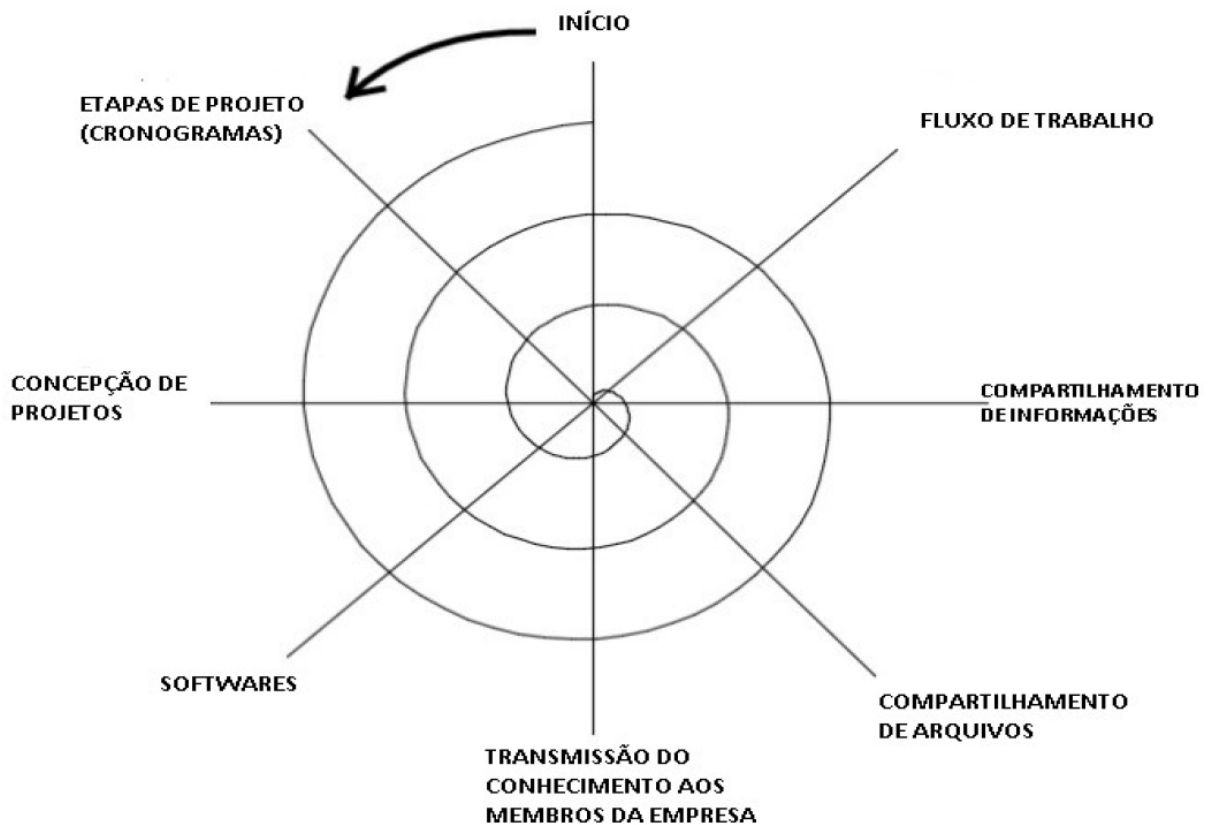 INÍCIO
ETAPAS DE PROJETO
(CRONOGRAMAS)
FLUXO DE TRABALHO
CONCEPÇÃO DE
PROJETOS
COMPARTILHAMENTO
DE INFORMAÇÕES
SOFTWARES
COMPARTILHAMENTO
DE ARQUIVOS
TRANSMISSÃO DO
CONHECIMENTO AOS
MEMBROS DA EMPRESA